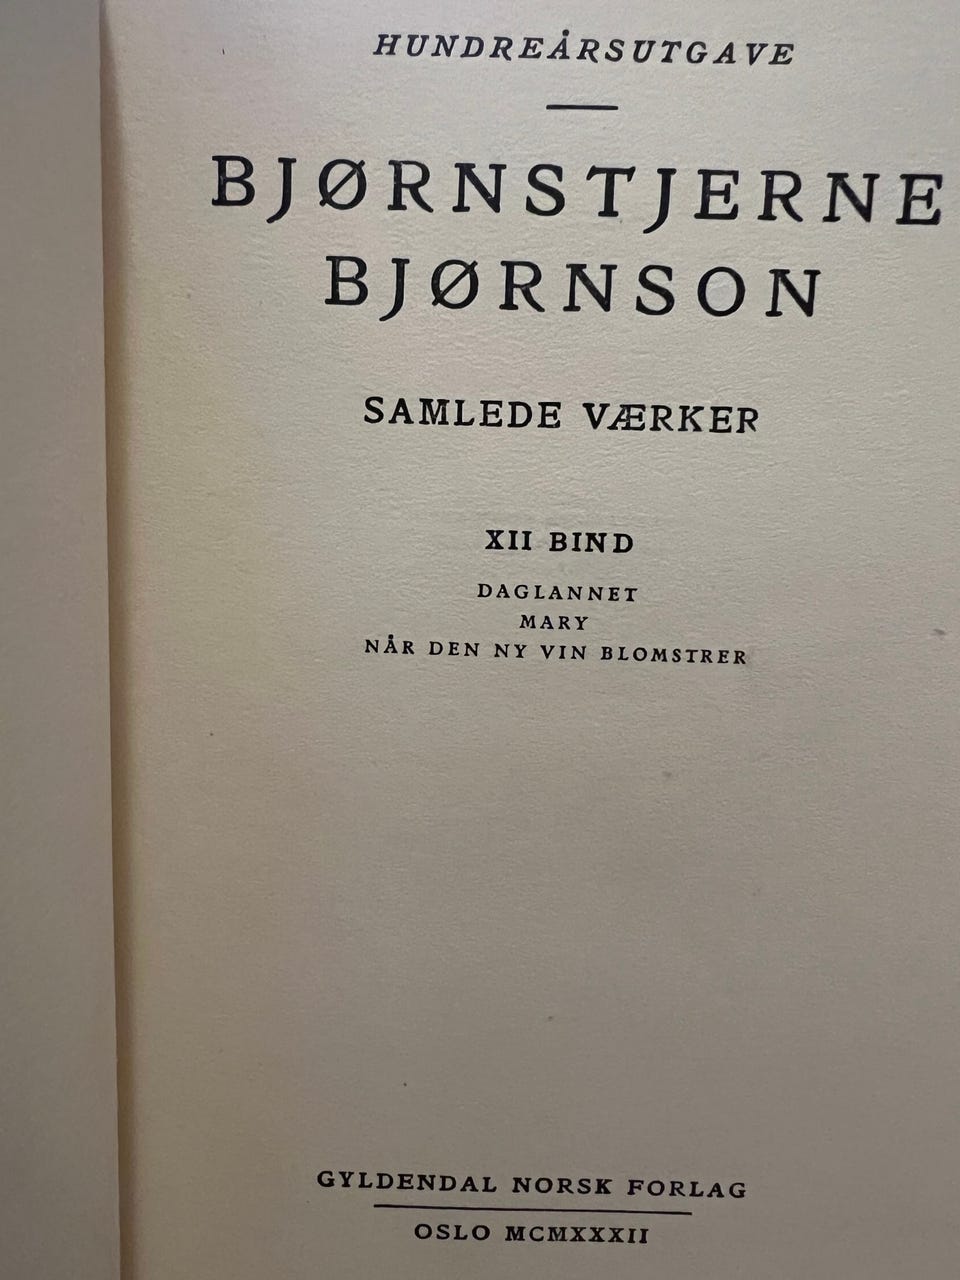 HUNDREÅRSUTGAVE
BJØRNSTJERNE
BJØRNSON
SAMLEDE VÆRKER
XII BIND
DAGLANNET
MARY
NÅR DEN NY VIN BLOMSTRER
GYLDENDAL NORSK FORLAG
OSLO MCMXXXII